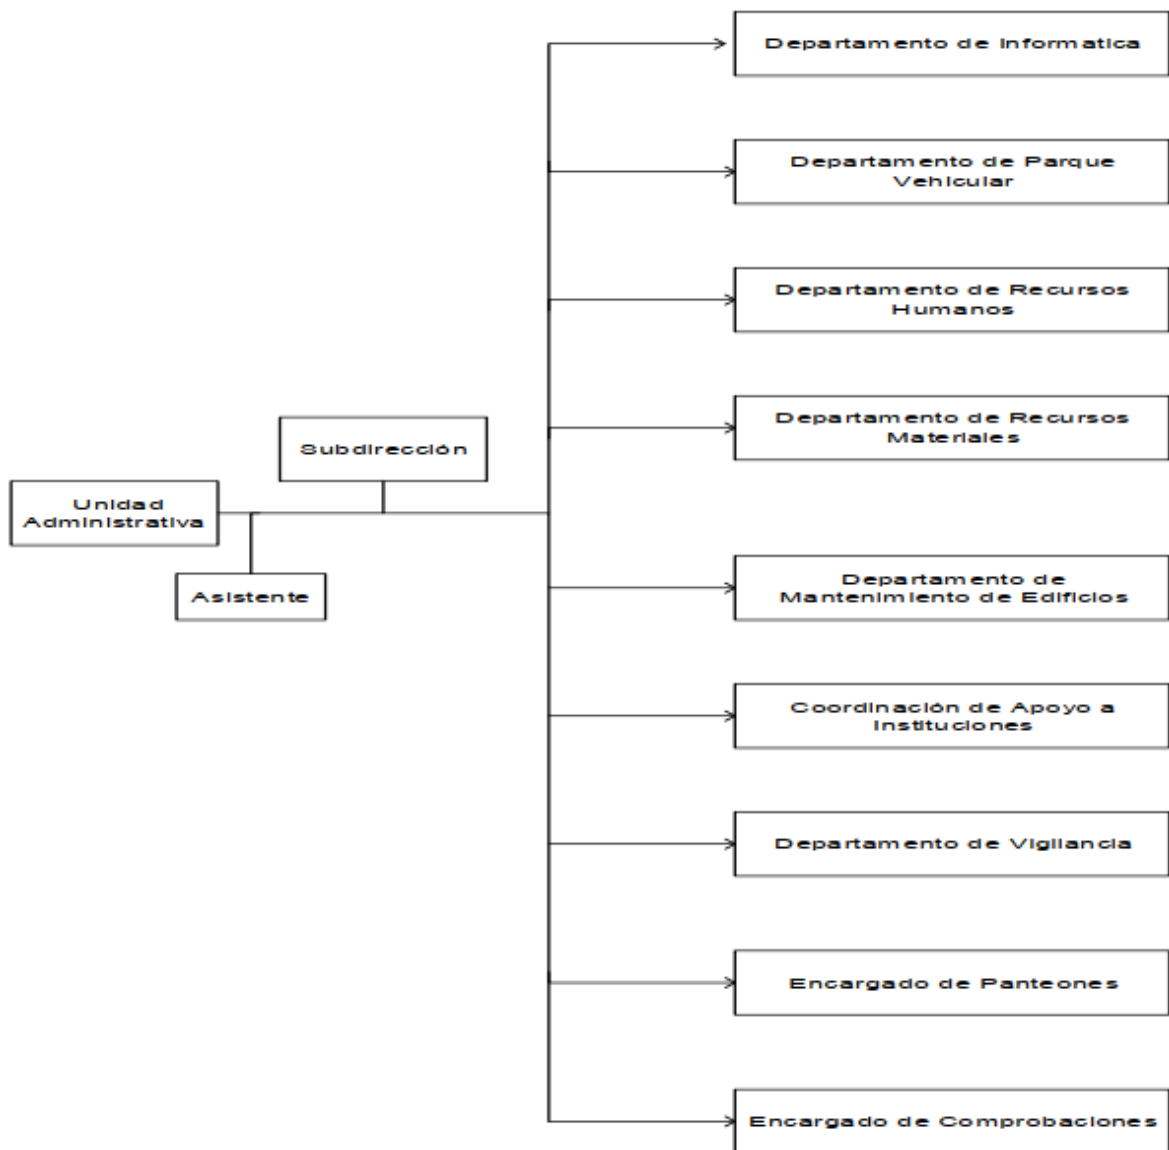 Departamento de Informatica
Departamento de Parque
Vehicular
Departamento de Recursos
Humanos
Departamento de Recursos
Materiales
Subdirección
Unidad
Administrativa
Asistente
Departamento de
Mantenimiento de Edificios
Coordinación de Apoyo a
Instituciones
Departamento de Vigilancia
Encargado de Panteones
Encargado de Comprobaciones